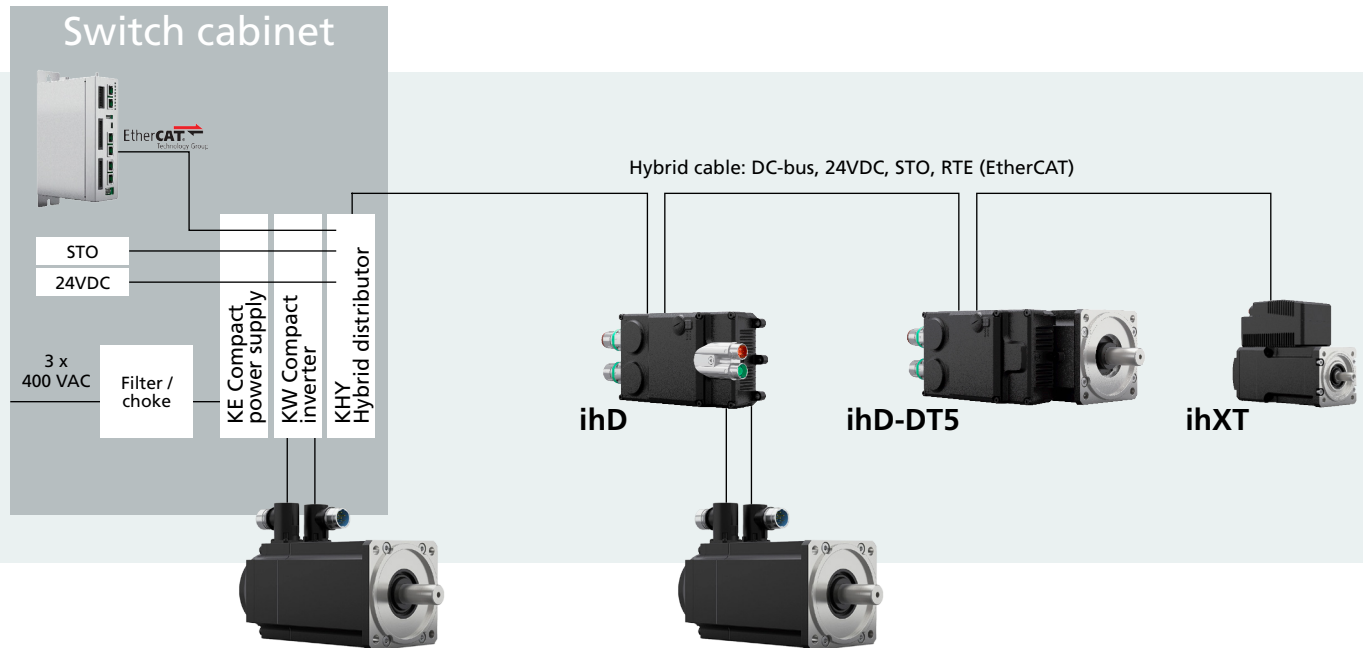 Switch cabinet
EtherCAT
Technology Group
Hybrid cable: DC-bus, 24VDC, STO, RTE (EtherCAT)
STO
24VDC
3 x
400 VAC
Filter /
choke
KE Compact
power supply
KW Compact
inverter
KHY
Hybrid distributor
ihD
ihD-DT5
ihXT